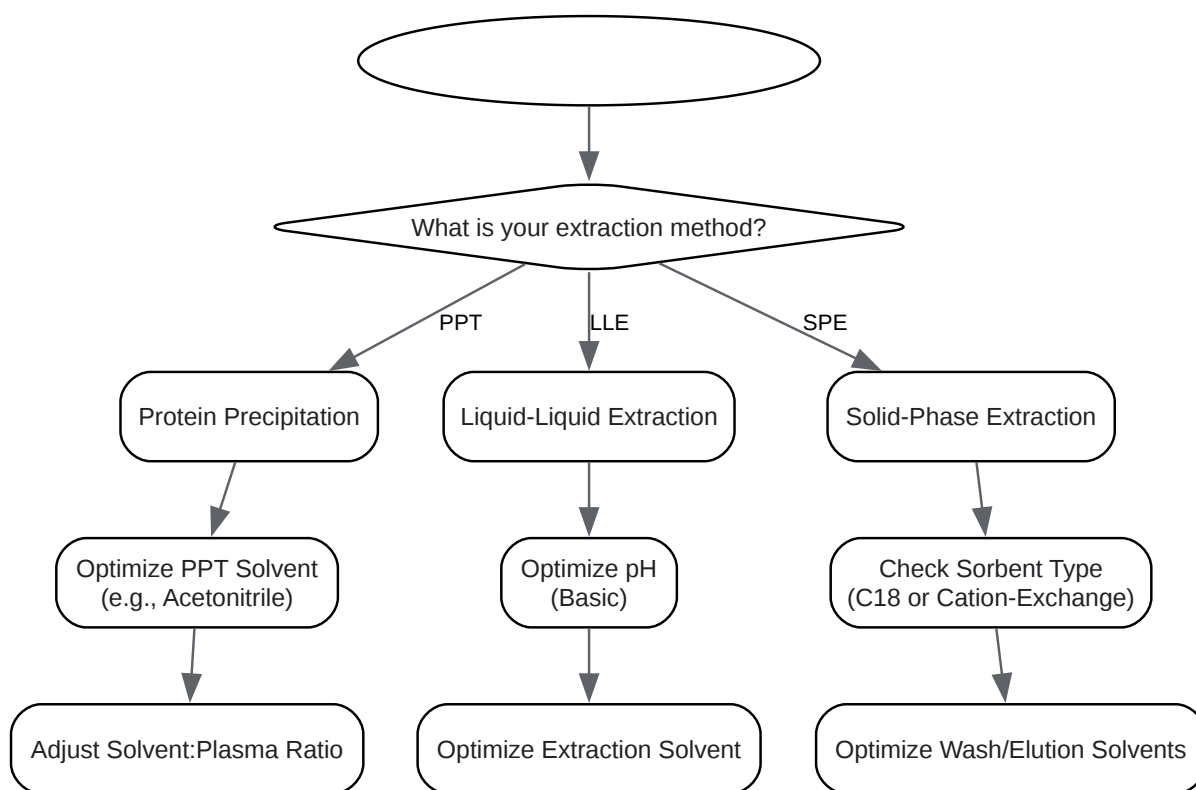 What is your extraction method?
PPT
LLE
SPE
Protein Precipitation
Liquid-Liquid Extraction
Solid-Phase Extraction
Optimize PPT Solvent
(e.g., Acetonitrile)
Optimize pH
(Basic)
Check Sorbent Type
(C18 or Cation-Exchange)
Adjust Solvent:Plasma Ratio
Optimize Extraction Solvent
Optimize Wash/Elution Solvents